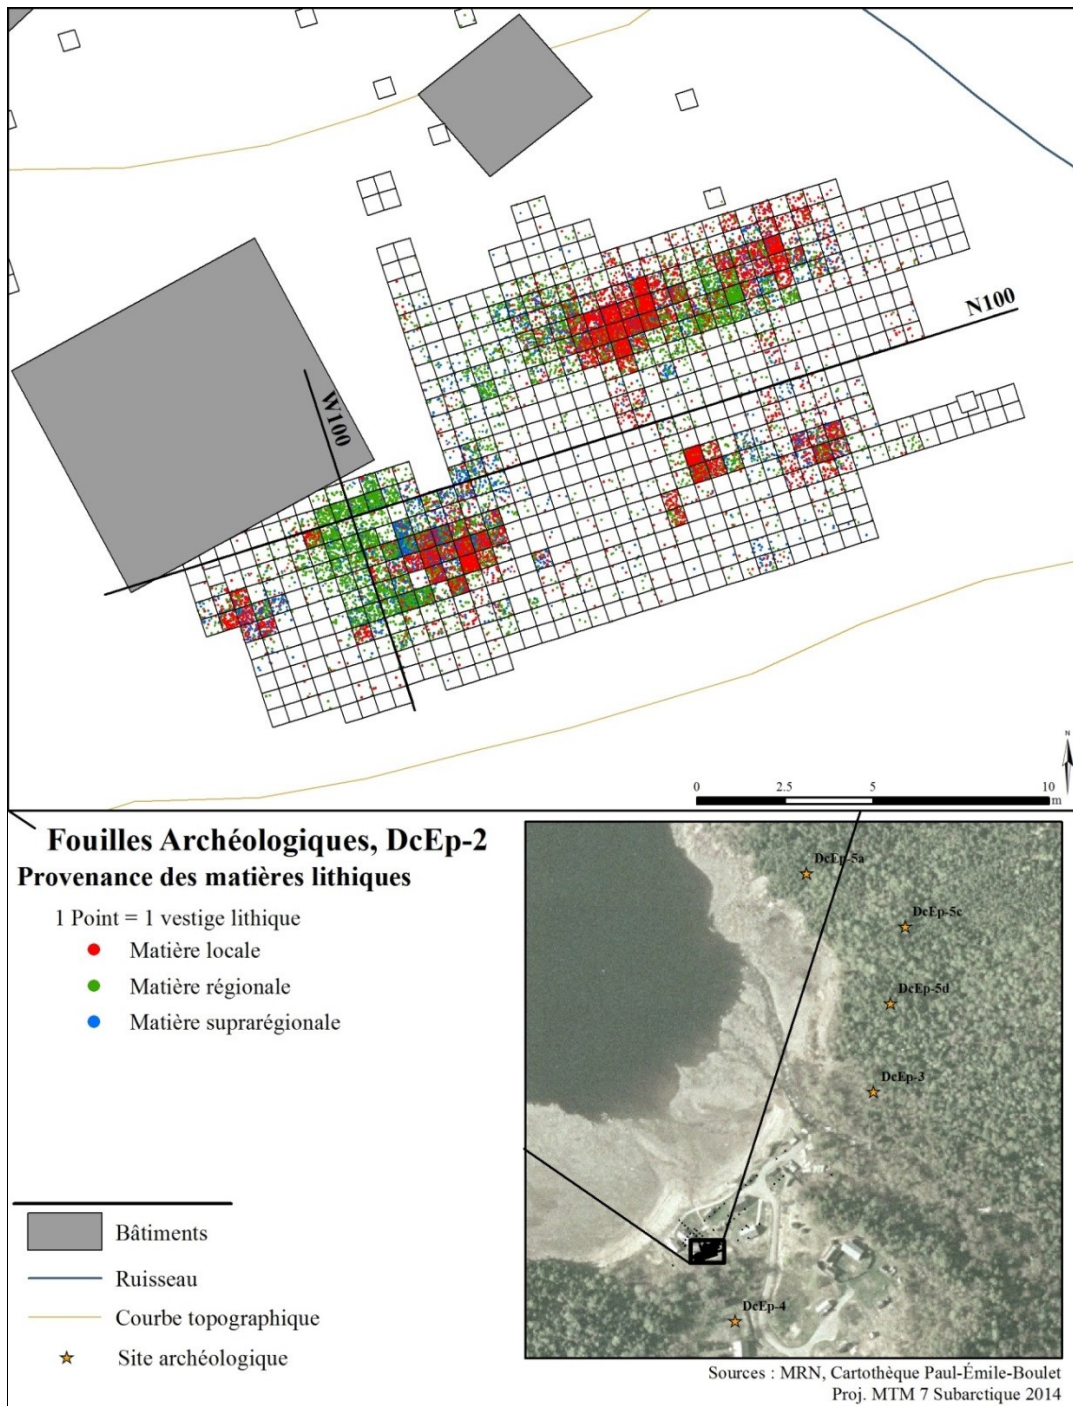 N100
W100
N
0 2.5 5 10
m
Fouilles Archéologiques, DcEp-2
Provenance des matières lithiques
1 Point = 1 vestige lithique
Matière locale
Matière régionale
Matière suprarégionale
Bâtiments
Ruisseau
Courbe topographique
Site archéologique
DcEp-5a
DcEp-5c
DcEp-5d
DcEp-3
DcEp-4
Sources : MRN, Cartothèque Paul-Émile-Boulet
Proj. MTM 7 Subarctique 2014